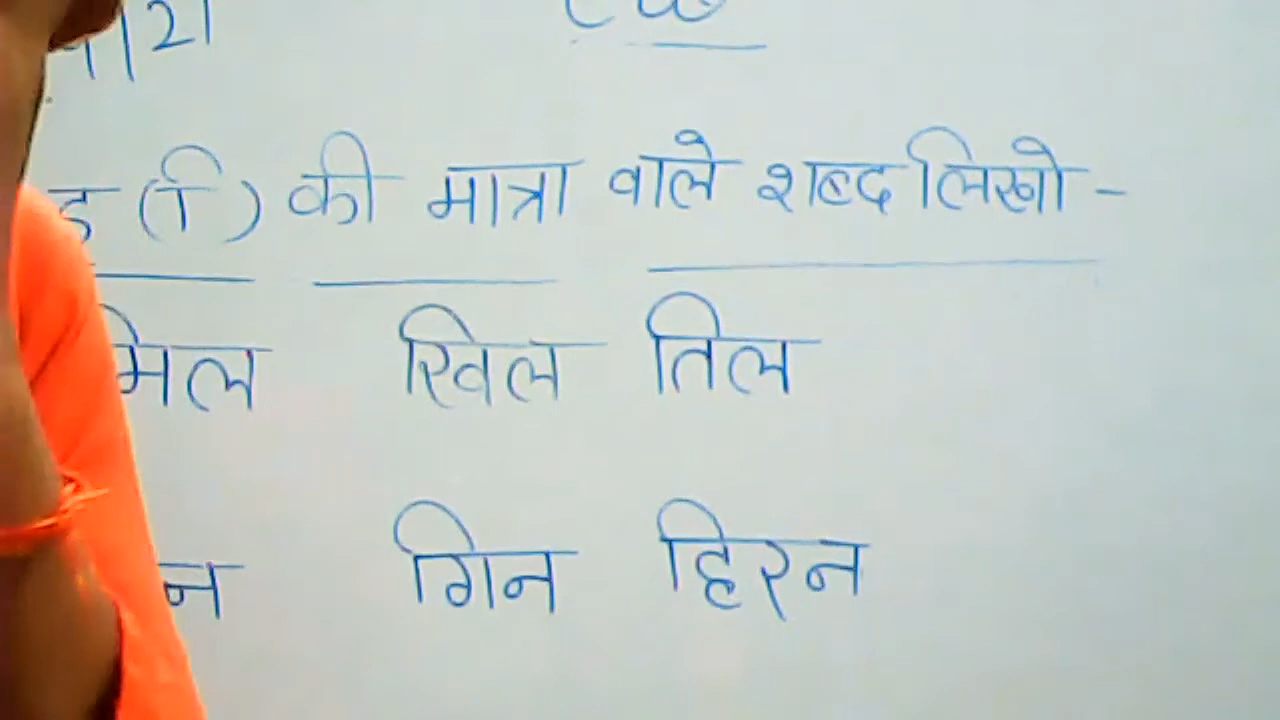 इ (ि) की मात्रा वाले शब्द लिखो -
मिल खिल तिल
गिन हिरन